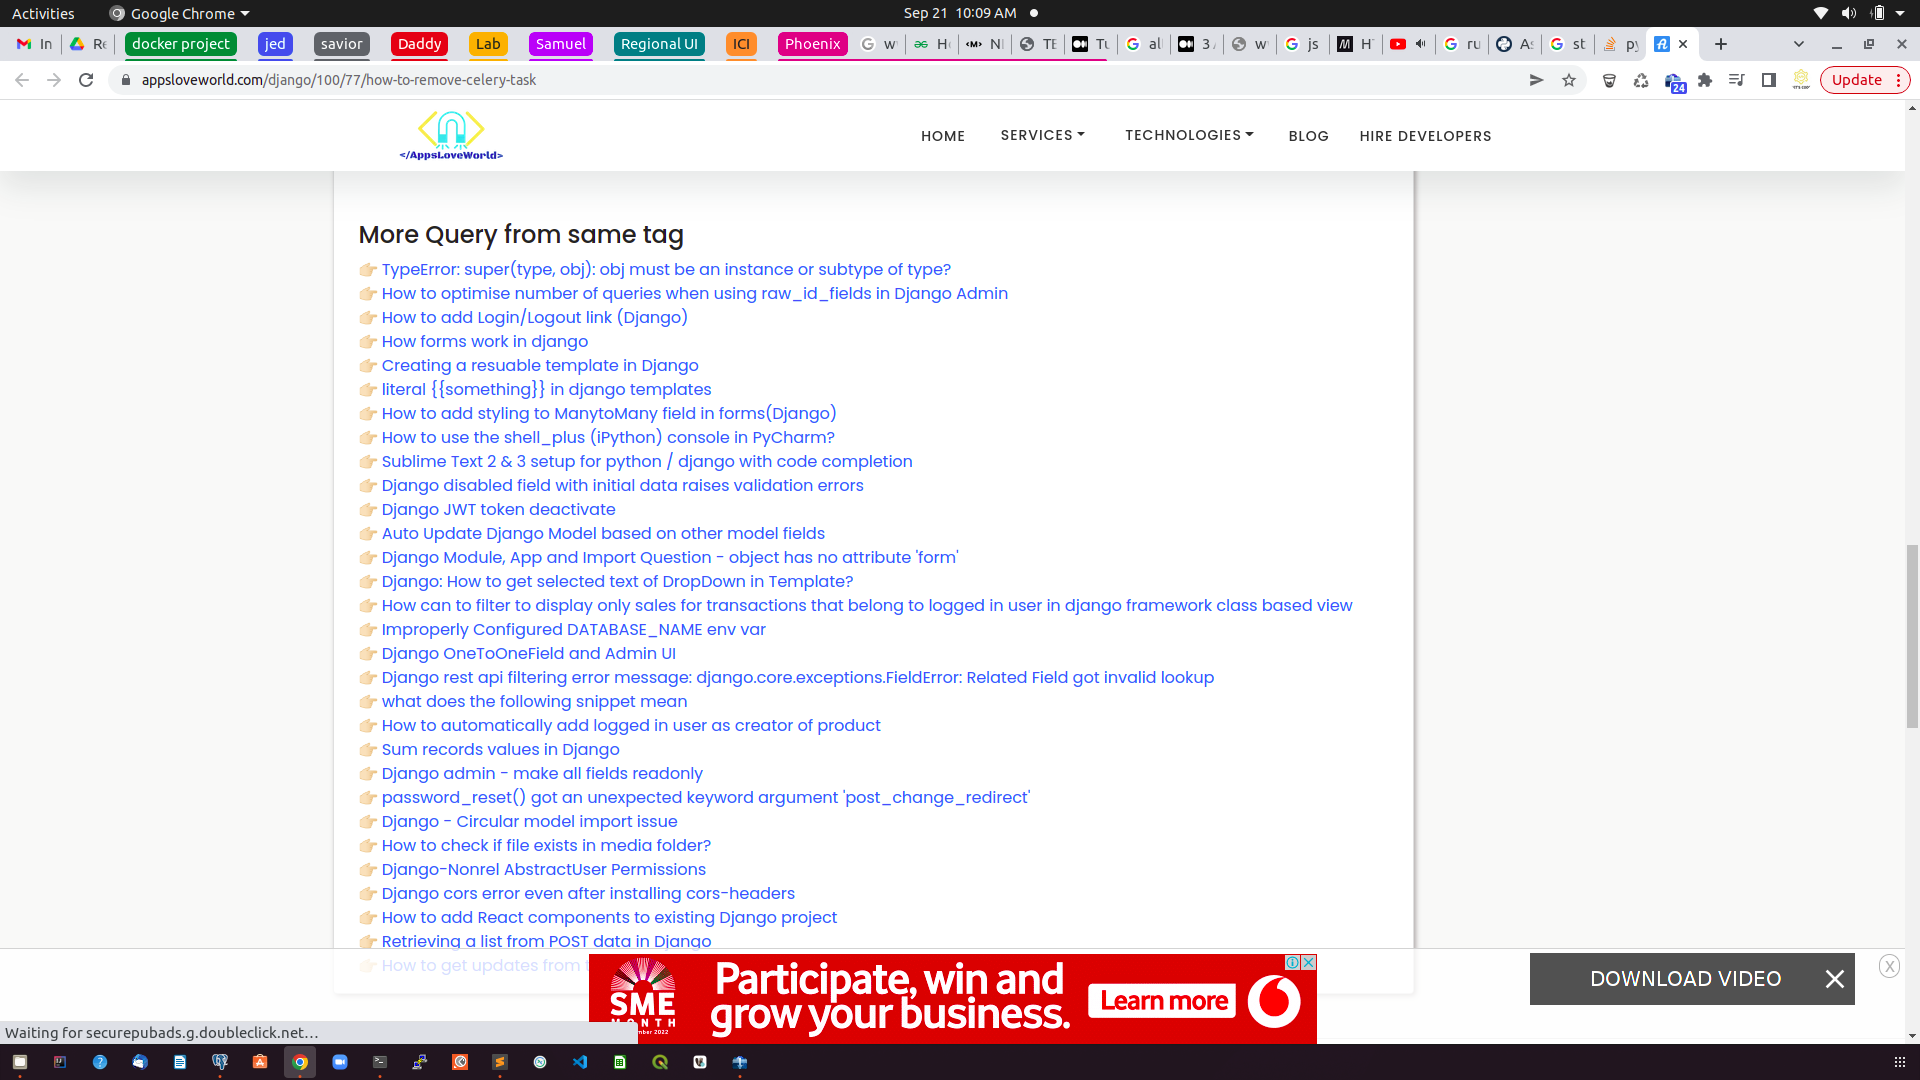 Activities
Google Chrome
Sep 21 10:09 AM
In
Re
docker project
jed
savior
Daddy
Lab
Samuel
Regional UI
ICI
Phoenix
appsloveworld.com/django/100/77/how-to-remove-celery-task
24
Update
</AppsLoveWorld>
HOME
SERVICES
TECHNOLOGIES
BLOG
HIRE DEVELOPERS
More Query from same tag
TypeError: super(type, obj): obj must be an instance or subtype of type?
How to optimise number of queries when using raw_id_fields in Django Admin
How to add Login/Logout link (Django)
How forms work in django
Creating a resuable template in Django
literal {{something}} in django templates
How to add styling to ManytoMany field in forms(Django)
How to use the shell_plus (iPython) console in PyCharm?
Sublime Text 2 & 3 setup for python / django with code completion
Django disabled field with initial data raises validation errors
Django JWT token deactivate
Auto Update Django Model based on other model fields
Django Module, App and Import Question - object has no attribute 'form'
Django: How to get selected text of DropDown in Template?
How can to filter to display only sales for transactions that belong to logged in user in django framework class based view
Improperly Configured DATABASE_NAME env var
Django OneToOneField and Admin UI
Django rest api filtering error message: django.core.exceptions.FieldError: Related Field got invalid lookup
what does the following snippet mean
How to automatically add logged in user as creator of product
Sum records values in Django
Django admin - make all fields readonly
password_reset() got an unexpected keyword argument 'post_change_redirect'
Django - Circular model import issue
How to check if file exists in media folder?
Django-Nonrel AbstractUser Permissions
Django cors error even after installing cors-headers
How to add React components to existing Django project
Retrieving a list from POST data in Django
How to get updates from
SME
MONTH
Participate, win and
grow your business.
Learn more
DOWNLOAD VIDEO
Waiting for securepubads.g.doubleclick.net…